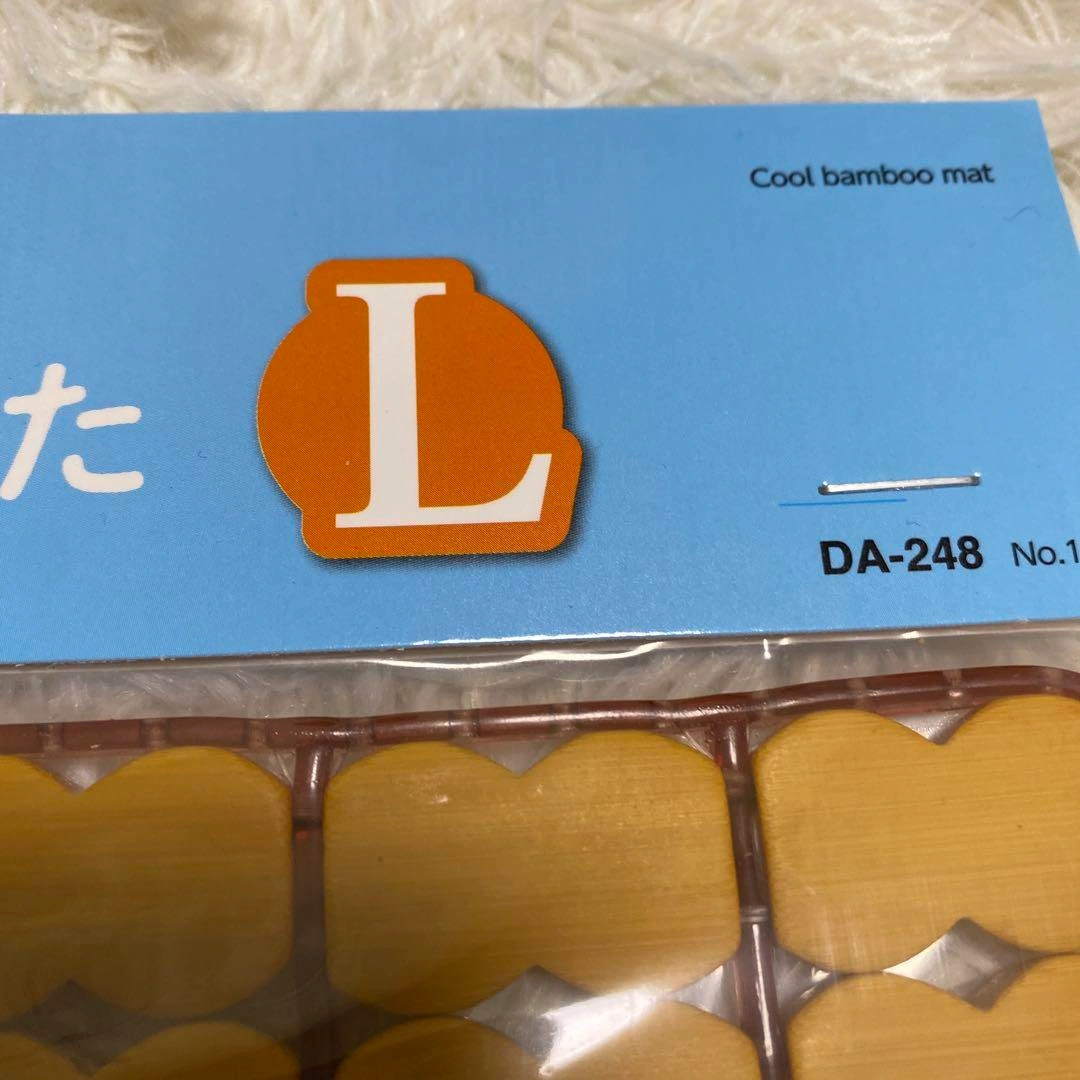 Cool bamboo mat
た L
DA-248 No.1